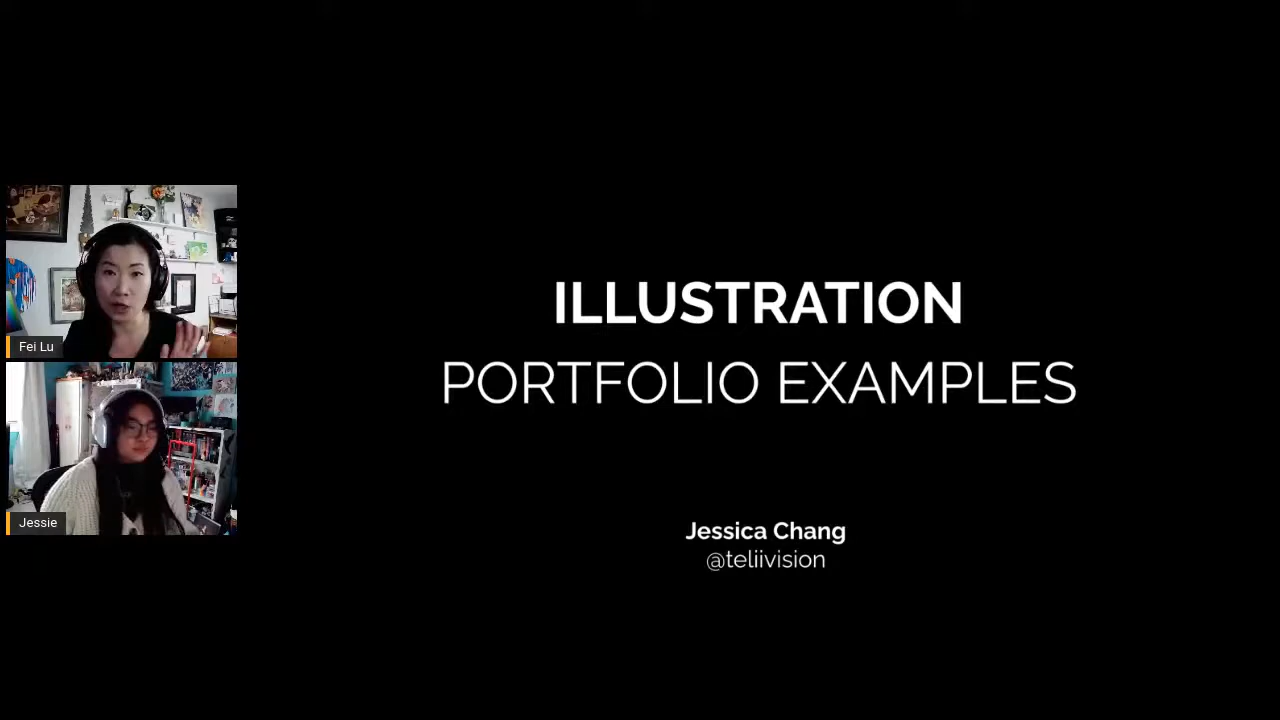 Fei Lu
Jessie
ILLUSTRATION
PORTFOLIO EXAMPLES
Jessica Chang
@teliivision